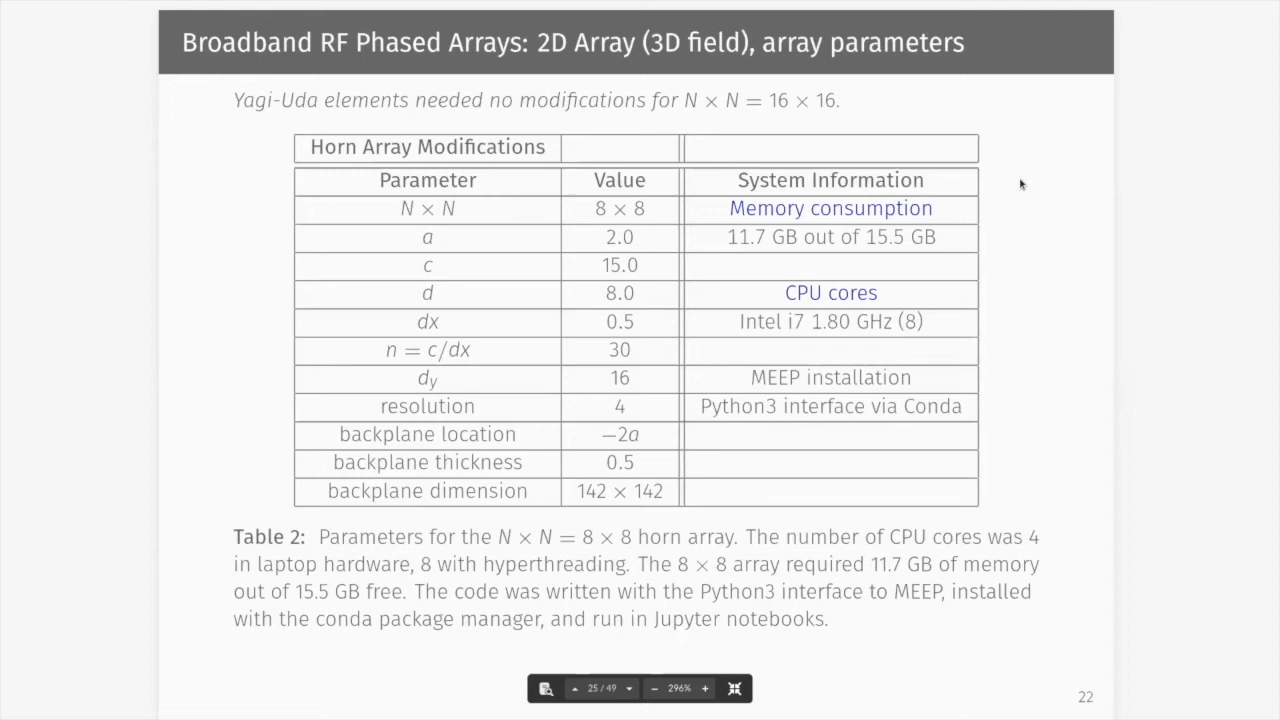 Broadband RF Phased Arrays: 2D Array (3D field), array parameters
Yagi-Uda elements needed no modifications for N × N = 16 × 16.
Horn Array Modifications
Parameter Value System Information
N × N 8 × 8 Memory consumption
a 2.0 11.7 GB out of 15.5 GB
c 15.0
d 8.0 CPU cores
dx 0.5 Intel i7 1.80 GHz (8)
n = c/dx 30
dy 16 MEEP installation
resolution 4 Python3 interface via Conda
backplane location −2a
backplane thickness 0.5
backplane dimension 142 × 142
Table 2: Parameters for the N × N = 8 × 8 horn array. The number of CPU cores was 4
in laptop hardware, 8 with hyperthreading. The 8 × 8 array required 11.7 GB of memory
out of 15.5 GB free. The code was written with the Python3 interface to MEEP, installed
with the conda package manager, and run in Jupyter notebooks.
25 / 49 − 296% +
22